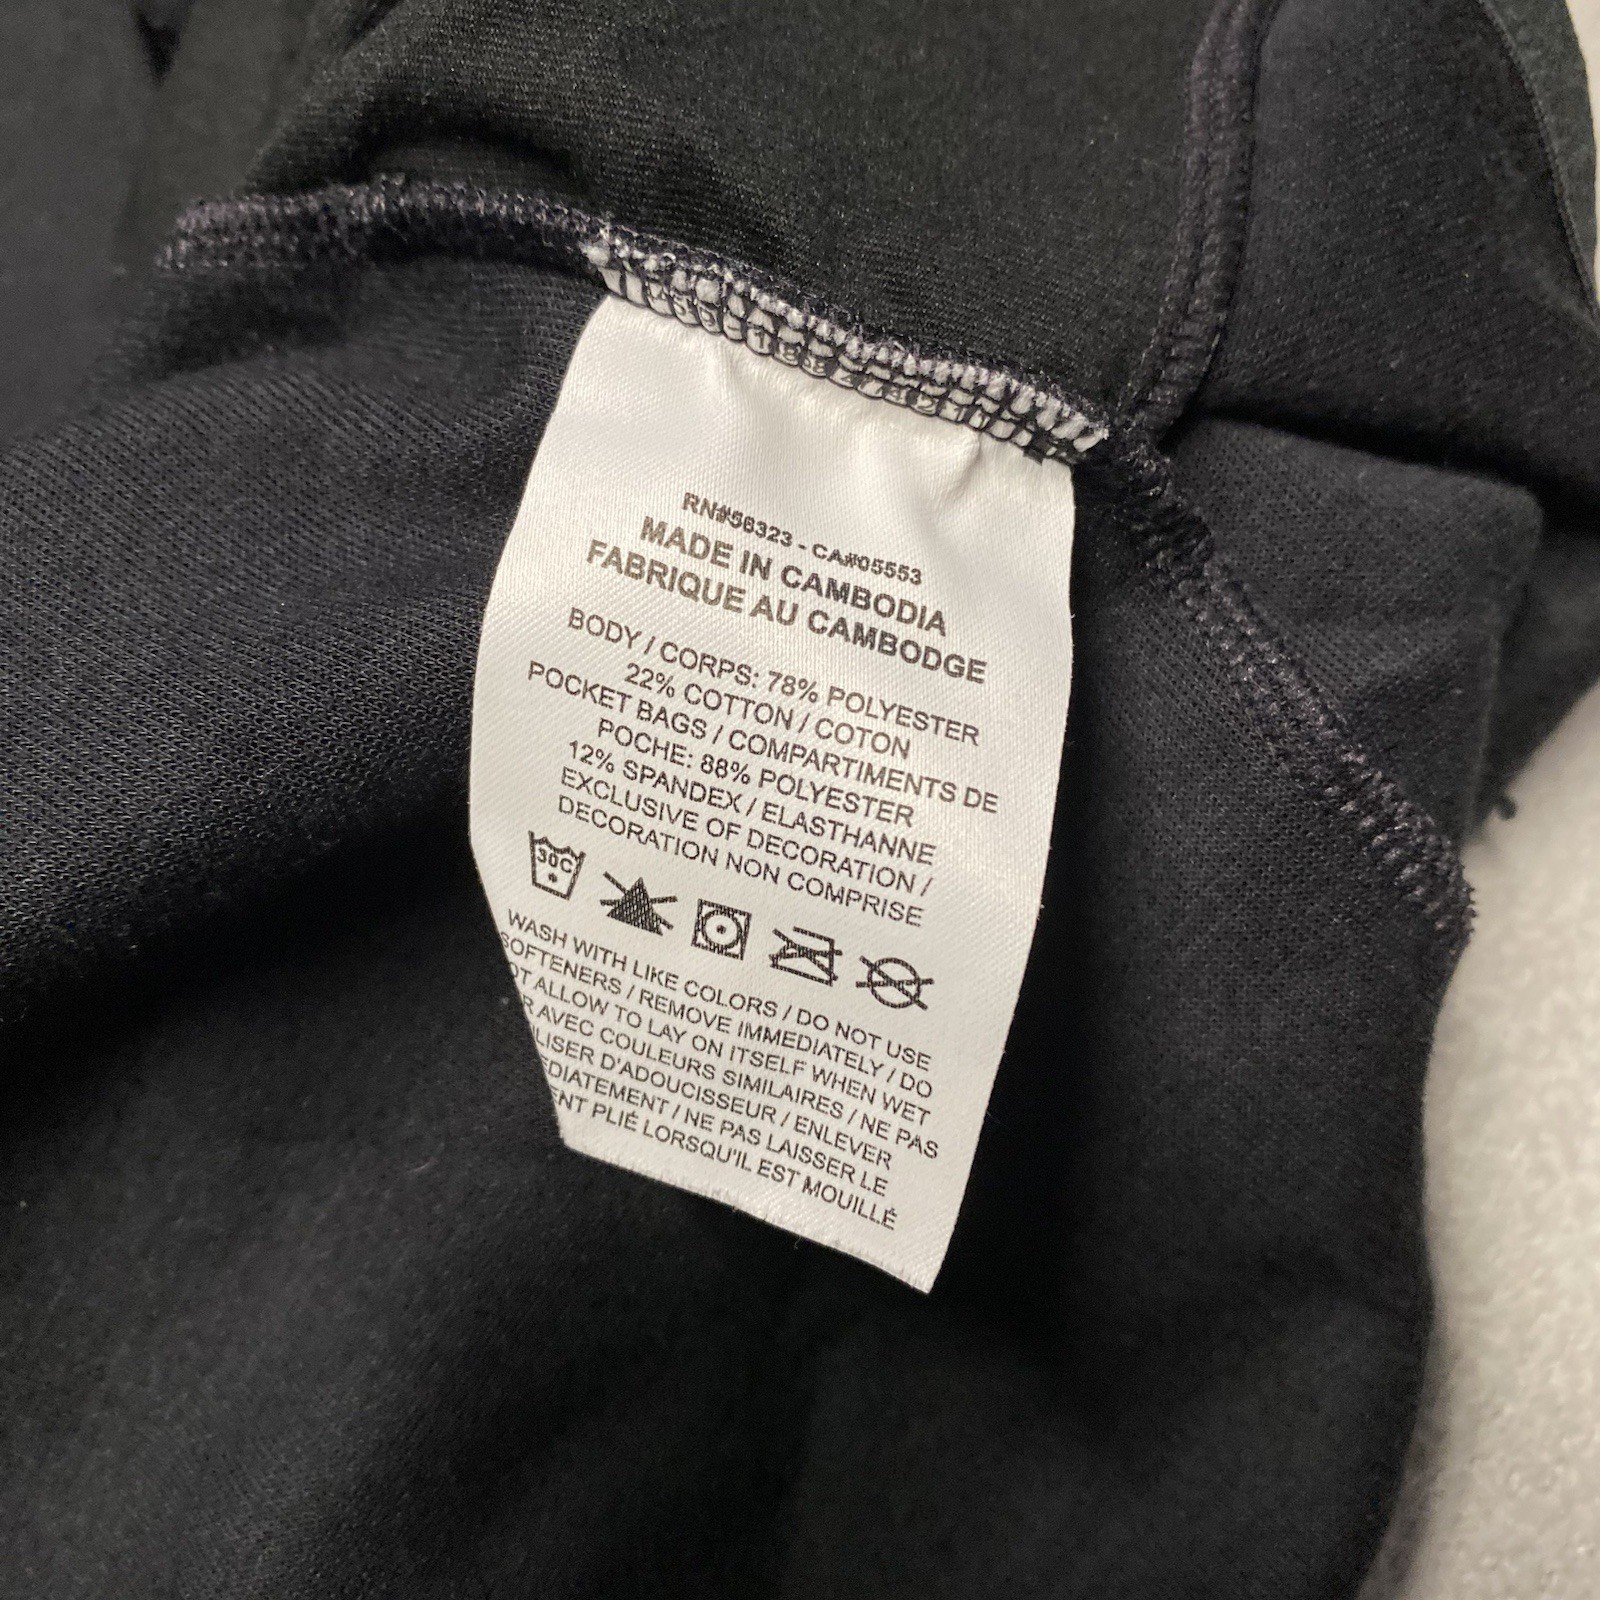 RN#56323 - CA#05553
MADE IN CAMBODIA
FABRIQUE AU CAMBODGE
BODY / CORPS: 78% POLYESTER
22% COTTON / COTON
POCKET BAGS / COMPARTIMENTS DE
POCHE: 88% POLYESTER
12% SPANDEX / ELASTHANNE
EXCLUSIVE OF DECORATION /
DECORATION NON COMPRISE
30C
WASH WITH LIKE COLORS / DO NOT USE
SOFTENERS / REMOVE IMMEDIATELY / DO
ALLOW TO LAY ON ITSELF WHEN WET
AVEC COULEURS SIMILAIRES / NE PAS
D'ADOUCISSEUR / ENLEVER
/ NE PAS LAISSER LE
PLIÉ LORSQU'IL EST MOUILLÉ